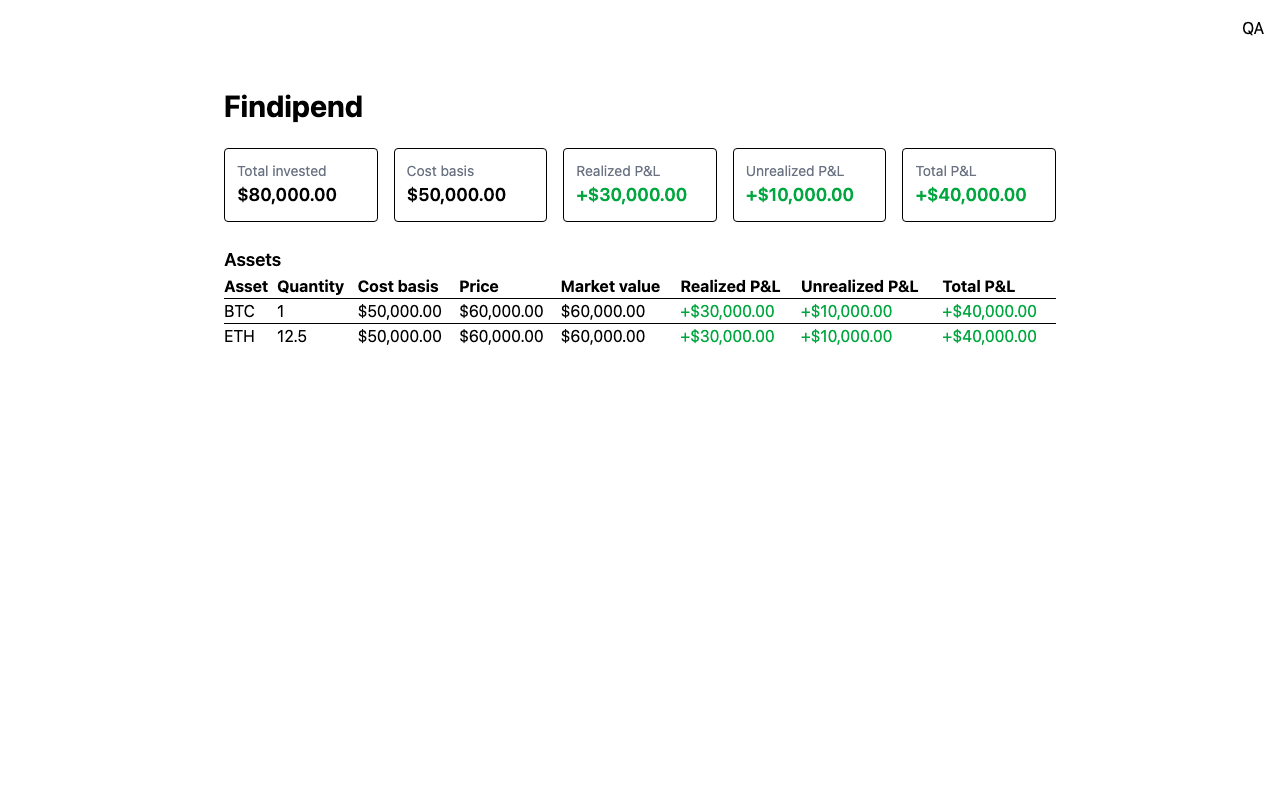 QA
Findipend
Total invested
$80,000.00
Cost basis
$50,000.00
Realized P&L
+$30,000.00
Unrealized P&L
+$10,000.00
Total P&L
+$40,000.00
Assets
Asset Quantity Cost basis Price Market value Realized P&L Unrealized P&L Total P&L
BTC 1 $50,000.00 $60,000.00 $60,000.00 +$30,000.00 +$10,000.00 +$40,000.00
ETH 12.5 $50,000.00 $60,000.00 $60,000.00 +$30,000.00 +$10,000.00 +$40,000.00